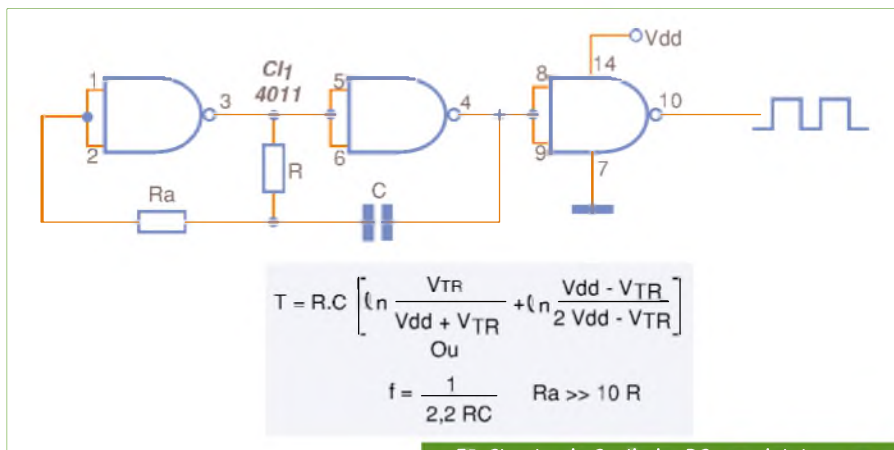 Vdd
1
CI1
4011
5
8
14
3
4
10
2
6
9
7
R
Ra
C
T = R.C [ℓn VTR / Vdd + VTR + ℓn Vdd - VTR / 2 Vdd - VTR]
Ou
f = 1 / 2,2 RC Ra >> 10 R